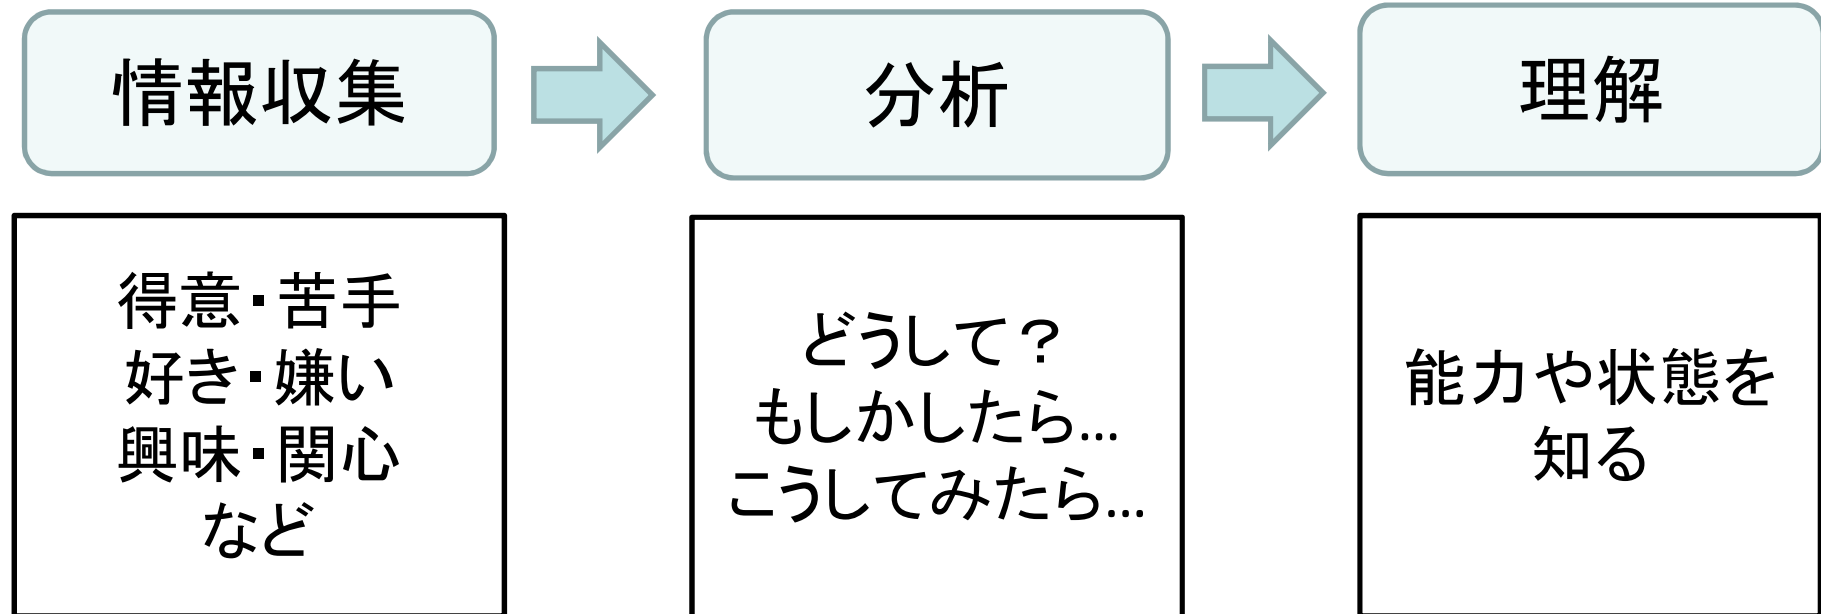 情報収集
分析
理解
得意・苦手
好き・嫌い
興味・関心
など
どうして？
もしかしたら…
こうしてみたら…
能力や状態を
知る